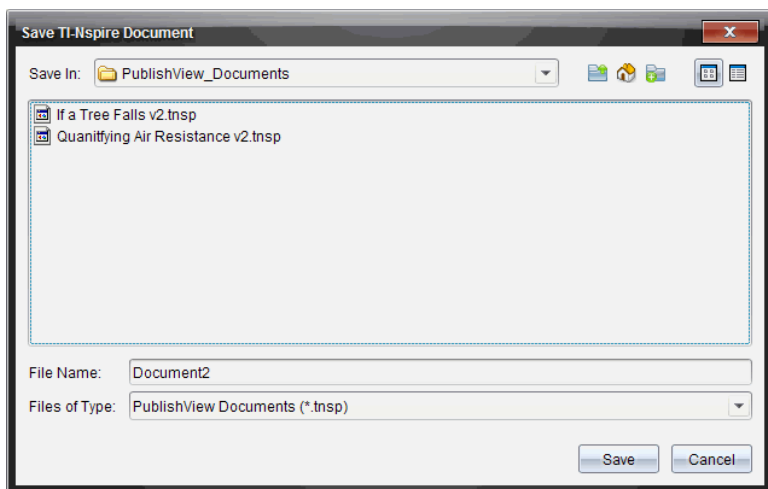 Save TI-Nspire Document
Save In: PublishView_Documents
If a Tree Falls v2.tnsp
Quanitfying Air Resistance v2.tnsp
File Name: Document2
Files of Type: PublishView Documents (*.tnsp)
Save Cancel